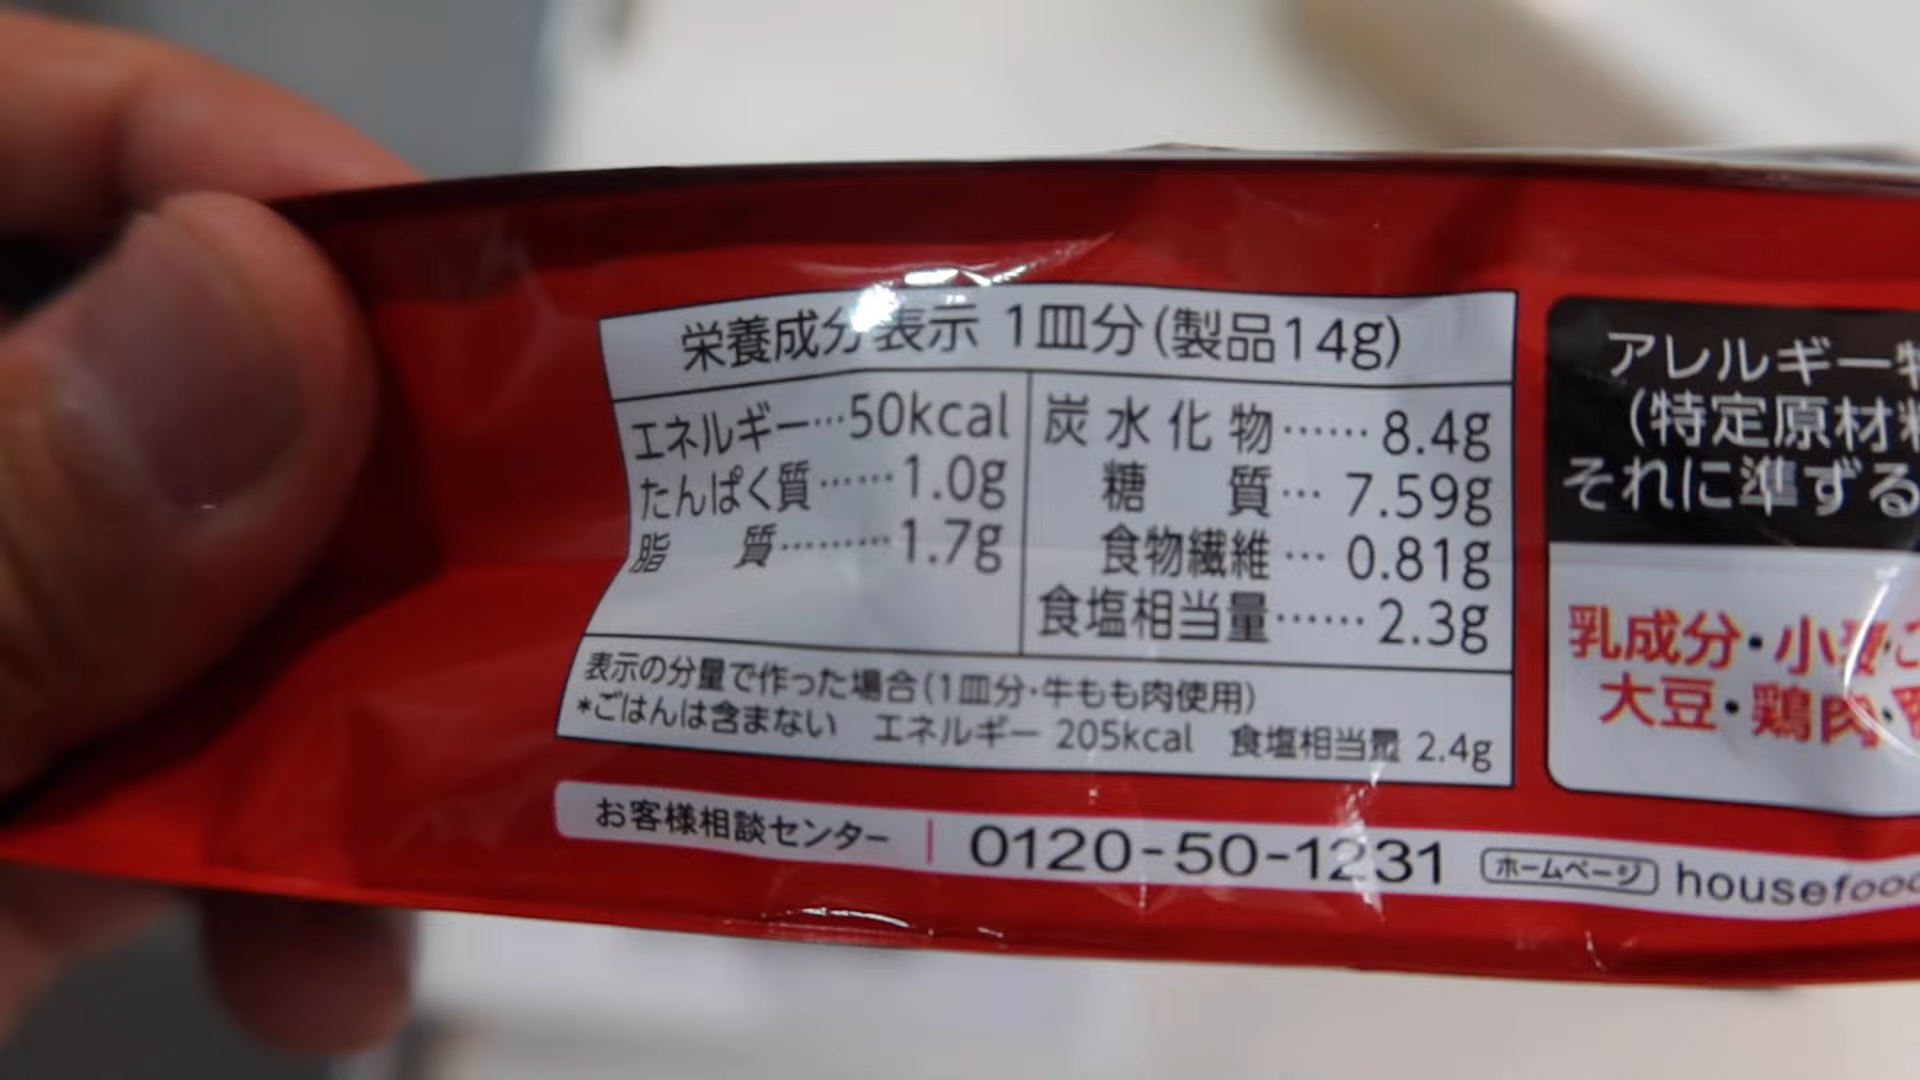 栄養成分表示 1皿分(製品14g)
エネルギー…50kcal
たんぱく質……1.0g
脂 質………1.7g
炭水化物……8.4g
糖 質…7.59g
食物繊維…0.81g
食塩相当量……2.3g
表示の分量で作った場合(1皿分・牛もも肉使用)
*ごはんは含まない エネルギー 205kcal 食塩相当量 2.4g
お客様相談センター 0120-50-1231 ホームページ housefood
アレルギー
(特定原材料
それに準ずる
乳成分・小麦・
大豆・鶏肉・